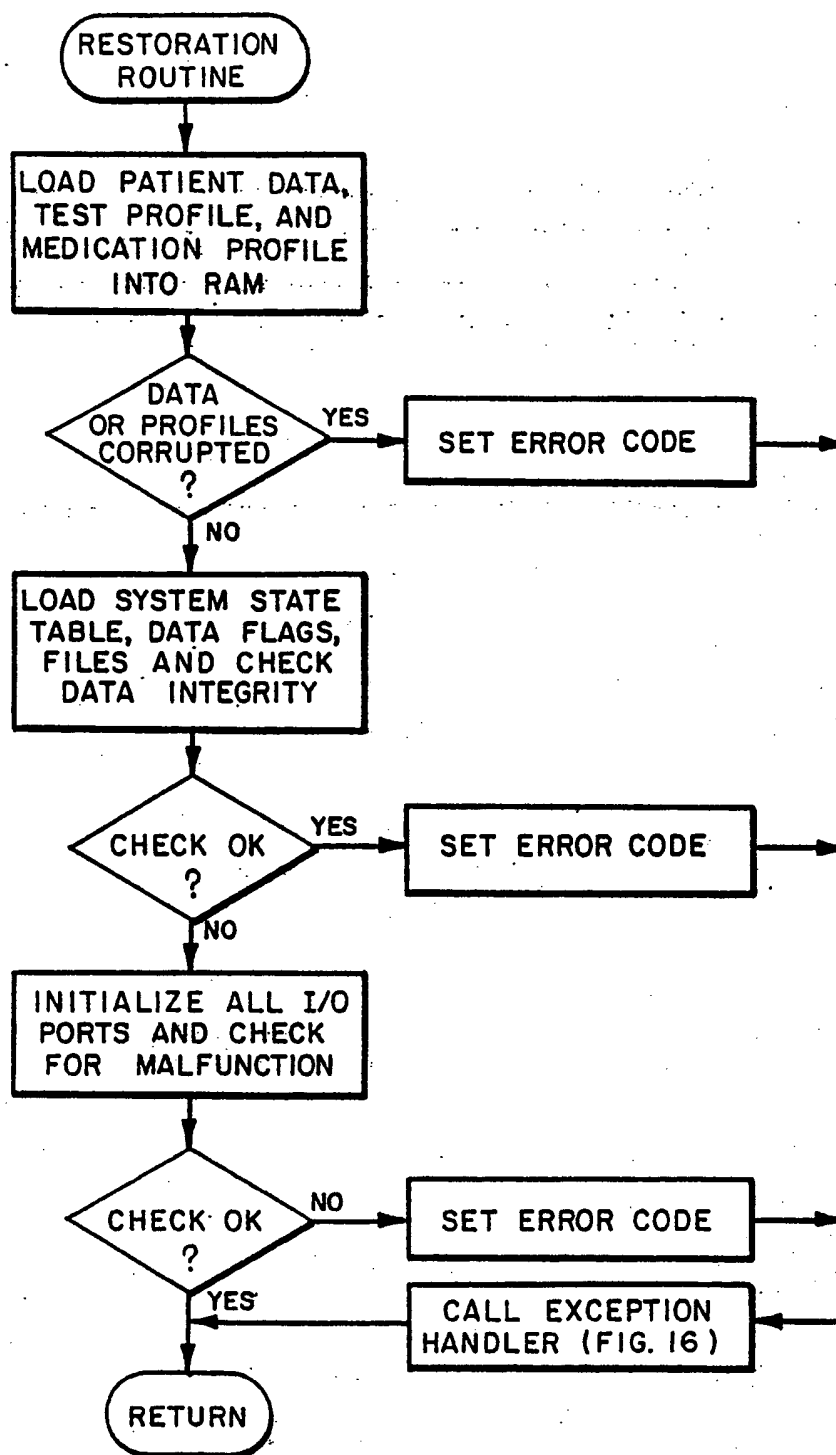 RESTORATION
ROUTINE
LOAD PATIENT DATA,
TEST PROFILE, AND
MEDICATION PROFILE
INTO RAM
DATA
OR PROFILES
CORRUPTED
?
YES
SET ERROR CODE
NO
LOAD SYSTEM STATE
TABLE, DATA FLAGS,
FILES AND CHECK
DATA INTEGRITY
CHECK OK
?
YES
SET ERROR CODE
NO
INITIALIZE ALL I/O
PORTS AND CHECK
FOR MALFUNCTION
CHECK OK
?
NO
SET ERROR CODE
YES
CALL EXCEPTION
HANDLER (FIG. 16)
RETURN